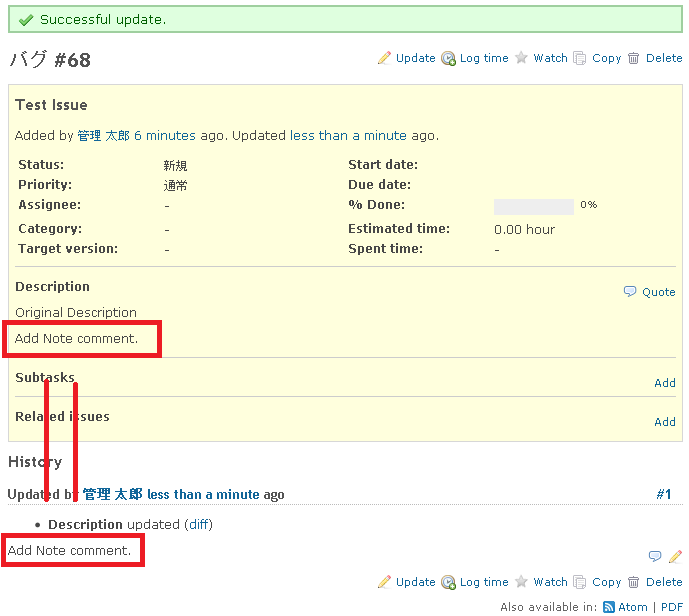 Successful update.
バグ #68
Update Log time Watch Copy Delete
Test Issue
Added by 管理 太郎 6 minutes ago. Updated less than a minute ago.
Status: 新規 Start date:
Priority: 通常 Due date:
Assignee: - % Done: 0%
Category: - Estimated time: 0.00 hour
Target version: - Spent time: -
Description
Quote
Original Description
Add Note comment.
Subtasks
Add
Related issues
Add
History
Updated by 管理 太郎 less than a minute ago #1
• Description updated (diff)
Add Note comment.
Update Log time Watch Copy Delete
Also available in: Atom | PDF